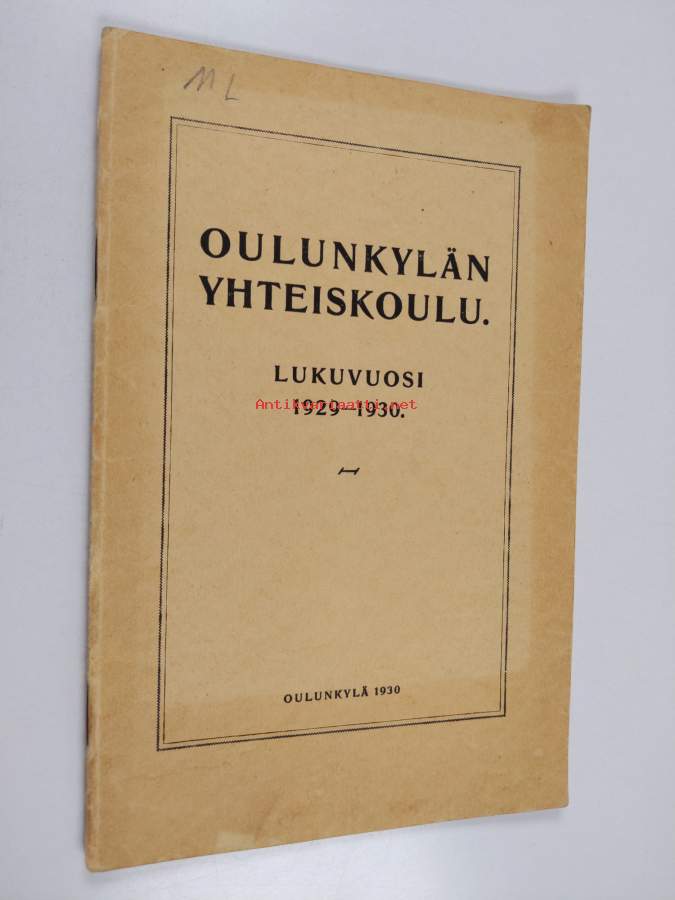 ML
OULUNKYLÄN
YHTEISKOULU.
LUKUVUOSI
Antikvariaatti.net
1929–1930.
OULUNKYLÄ 1930